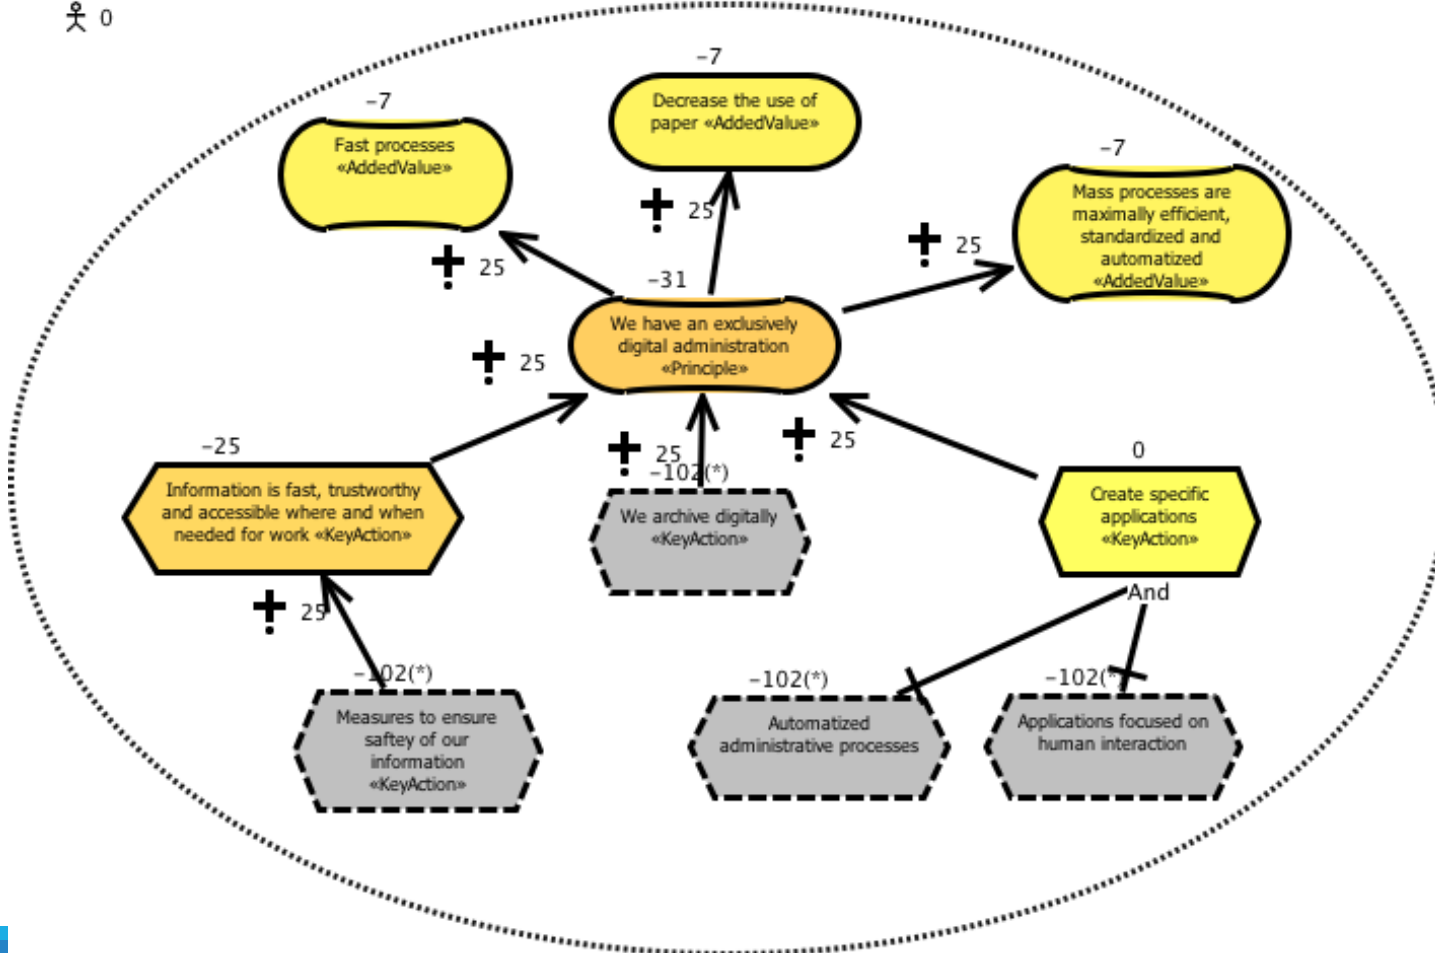 0
-7
Decrease the use of
paper «AddedValue»
-7
Fast processes
«AddedValue»
-7
Mass processes are
maximally efficient,
standardized and
automatized
«AddedValue»
25
25
25
-31
We have an exclusively
digital administration
«Principle»
25
25
25
-25
Information is fast, trustworthy
and accessible where and when
needed for work «KeyAction»
-102(*)
We archive digitally
«KeyAction»
0
Create specific
applications
«KeyAction»
And
25
-102(*)
Measures to ensure
saftey of our
information
«KeyAction»
-102(*)
Automatized
administrative processes
-102(*)
Applications focused on
human interaction